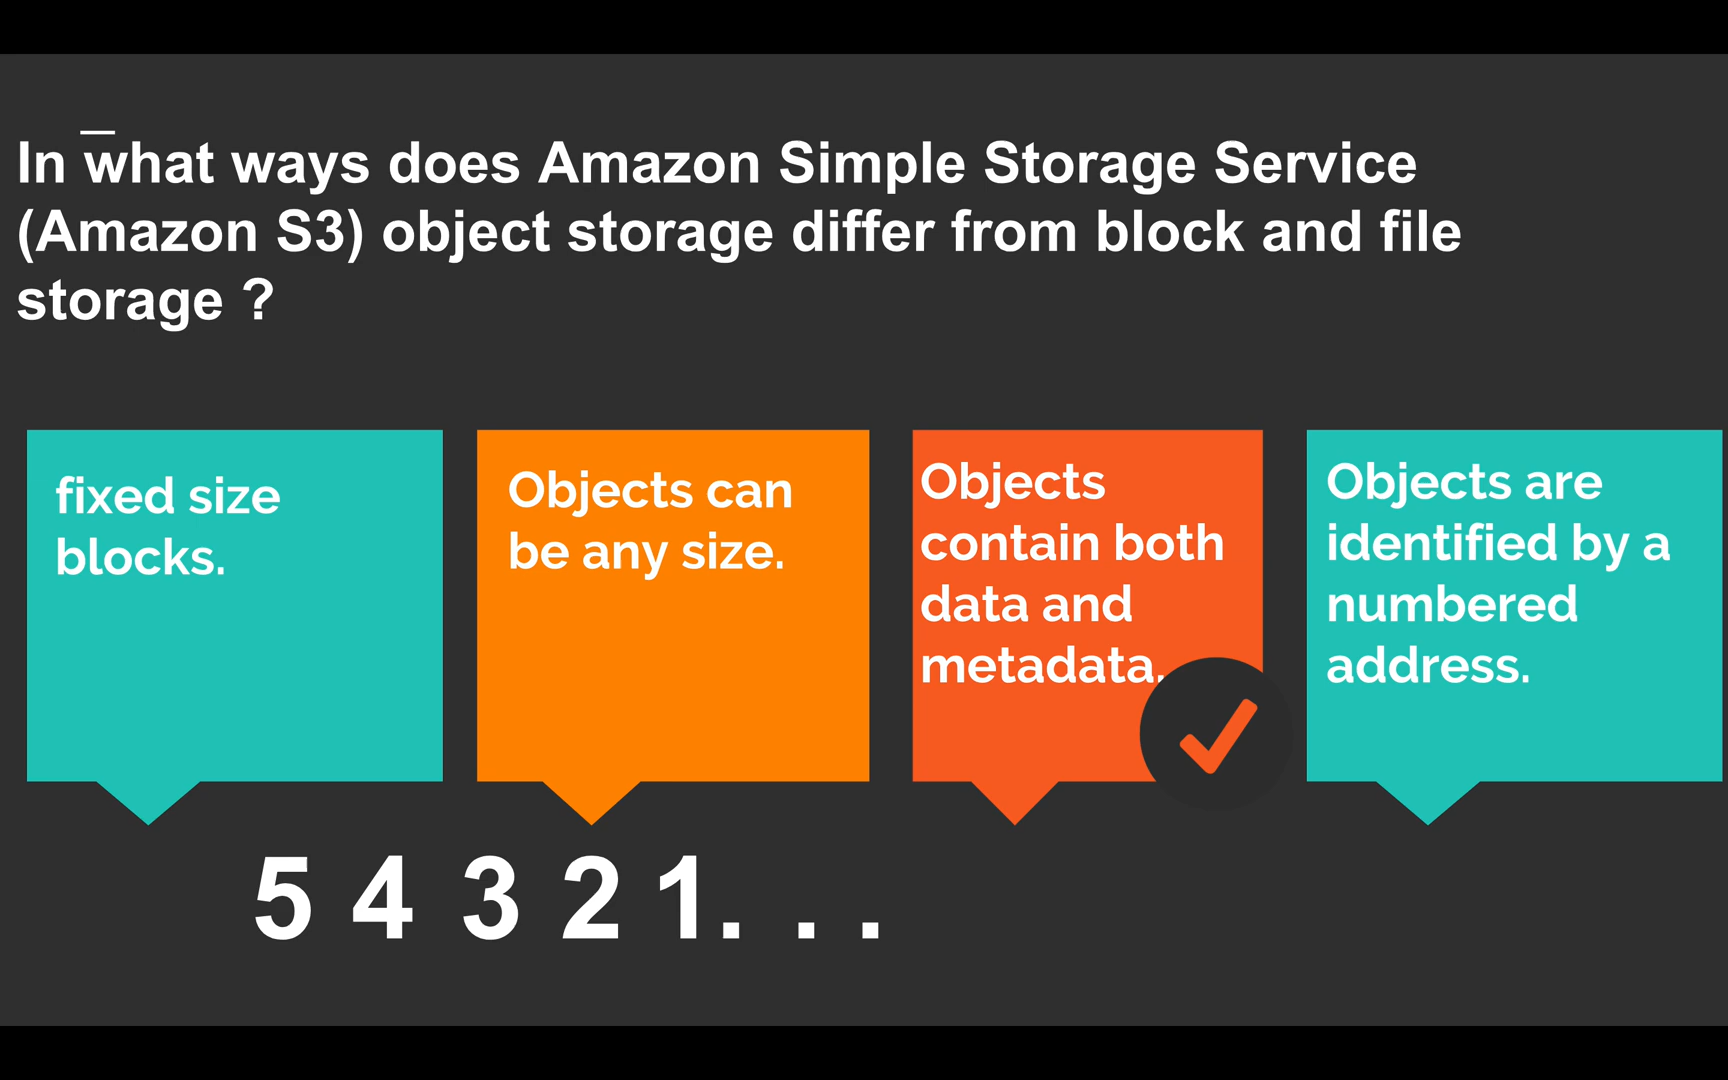 In what ways does Amazon Simple Storage Service
(Amazon S3) object storage differ from block and file
storage ?
fixed size
blocks.
Objects can
be any size.
Objects
contain both
data and
metadata.
Objects are
identified by a
numbered
address.
5 4 3 2 1. . .